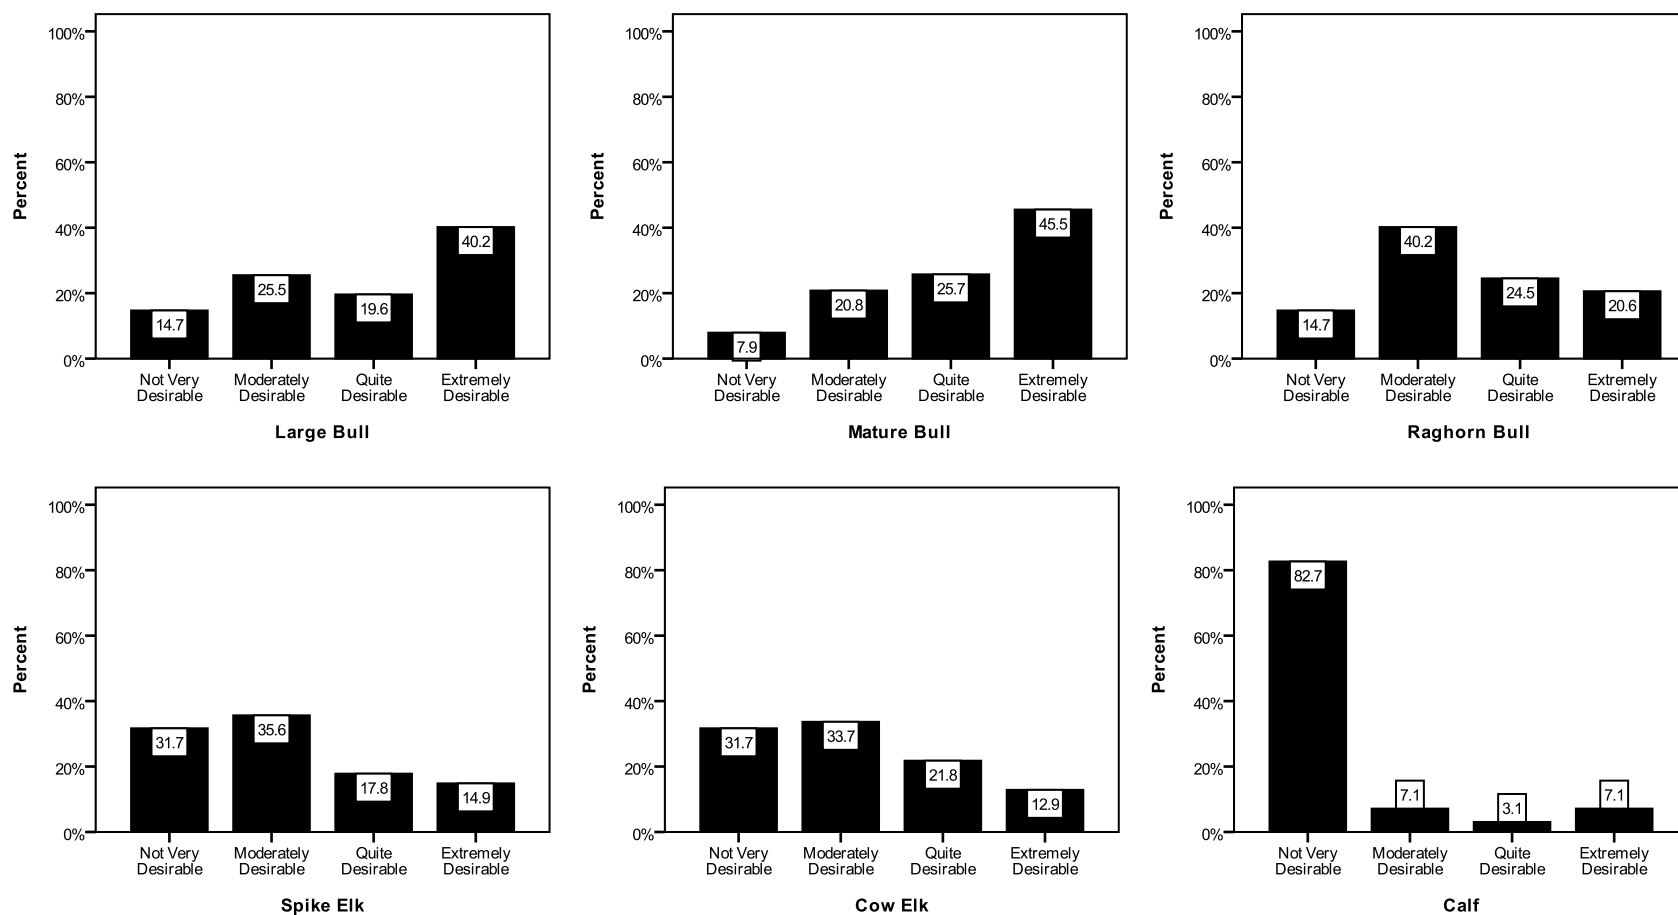 100%
80%
60%
40%
20%
0%
Percent
14.7
25.5
19.6
40.2
Not Very Desirable
Moderately Desirable
Quite Desirable
Extremely Desirable
Large Bull
100%
80%
60%
40%
20%
0%
Percent
7.9
20.8
25.7
45.5
Not Very Desirable
Moderately Desirable
Quite Desirable
Extremely Desirable
Mature Bull
100%
80%
60%
40%
20%
0%
Percent
14.7
40.2
24.5
20.6
Not Very Desirable
Moderately Desirable
Quite Desirable
Extremely Desirable
Raghorn Bull
100%
80%
60%
40%
20%
0%
Percent
31.7
35.6
17.8
14.9
Not Very Desirable
Moderately Desirable
Quite Desirable
Extremely Desirable
Spike Elk
100%
80%
60%
40%
20%
0%
Percent
31.7
33.7
21.8
12.9
Not Very Desirable
Moderately Desirable
Quite Desirable
Extremely Desirable
Cow Elk
100%
80%
60%
40%
20%
0%
Percent
82.7
7.1
3.1
7.1
Not Very Desirable
Moderately Desirable
Quite Desirable
Extremely Desirable
Calf